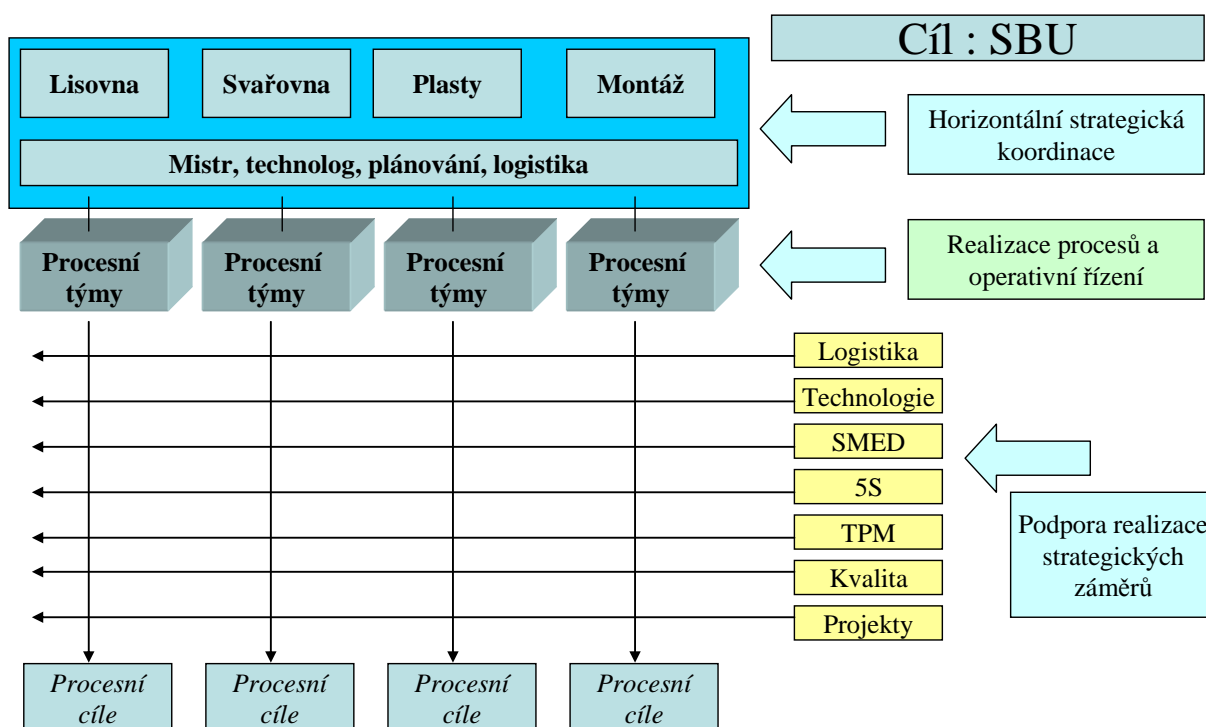 Cíl : SBU
Lisovna
Svařovna
Plasty
Montáž
Mistr, technolog, plánování, logistika
Horizontální strategická
koordinace
Procesní
týmy
Procesní
týmy
Procesní
týmy
Procesní
týmy
Realizace procesů a
operativní řízení
Logistika
Technologie
SMED
5S
TPM
Kvalita
Projekty
Podpora realizace
strategických
záměrů
Procesní
cíle
Procesní
cíle
Procesní
cíle
Procesní
cíle